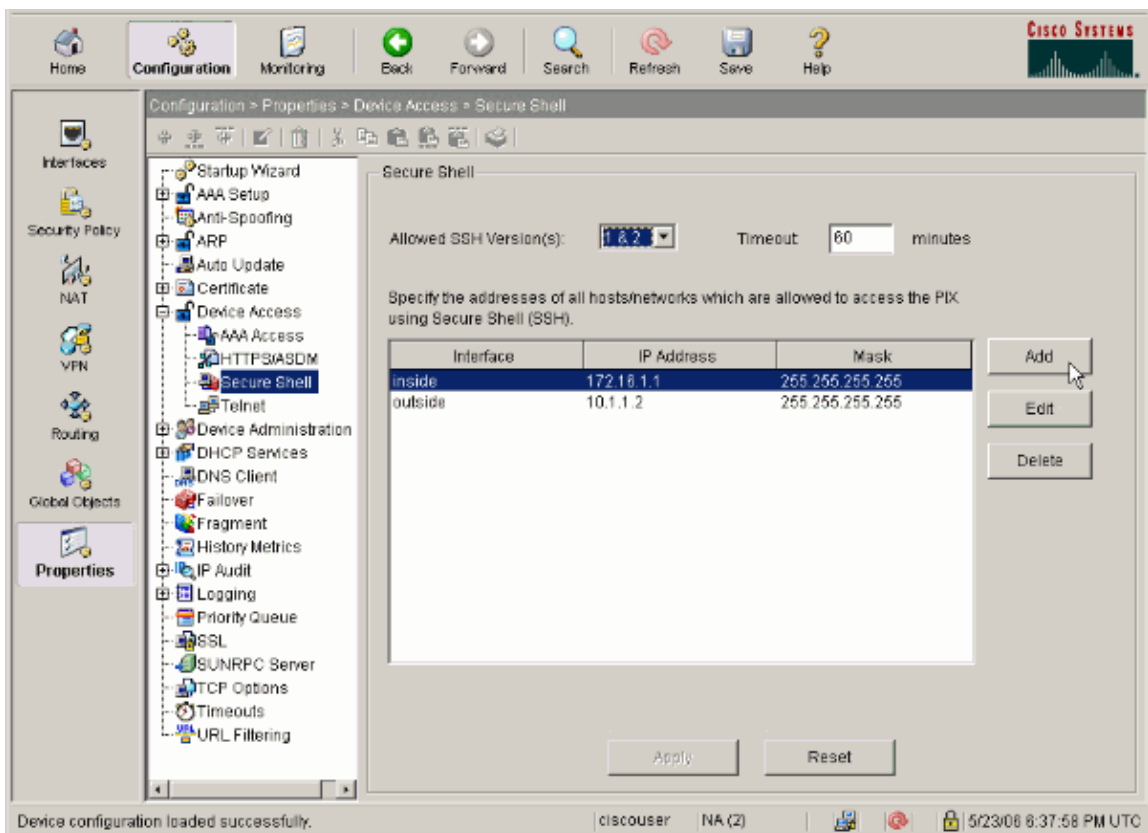 Home
Configuration
Monitoring
Back
Forward
Search
Refresh
Save
Help
CISCO SYSTEMS
Configuration > Properties > Device Access > Secure Shell
Interfaces
Security Policy
NAT
VPN
Routing
Global Objects
Properties
Startup Wizard
AAA Setup
Anti-Spoofing
ARP
Auto Update
Certificate
Device Access
AAA Access
HTTPS/ASDM
Secure Shell
Telnet
Device Administration
DHCP Services
DNS Client
Failover
Fragment
History Metrics
IP Audit
Logging
Priority Queue
SSL
SUNRPC Server
TCP Options
Timeouts
URL Filtering
Secure Shell
Allowed SSH Version(s): 1 & 2 Timeout: 60 minutes
Specify the addresses of all hosts/networks which are allowed to access the PIX
using Secure Shell (SSH).
Interface IP Address Mask
inside 172.16.1.1 255.255.255.255
outside 10.1.1.2 255.255.255.255
Add
Edit
Delete
Apply
Reset
Device configuration loaded successfully. ciscouser NA (2) 5/23/06 6:37:58 PM UTC